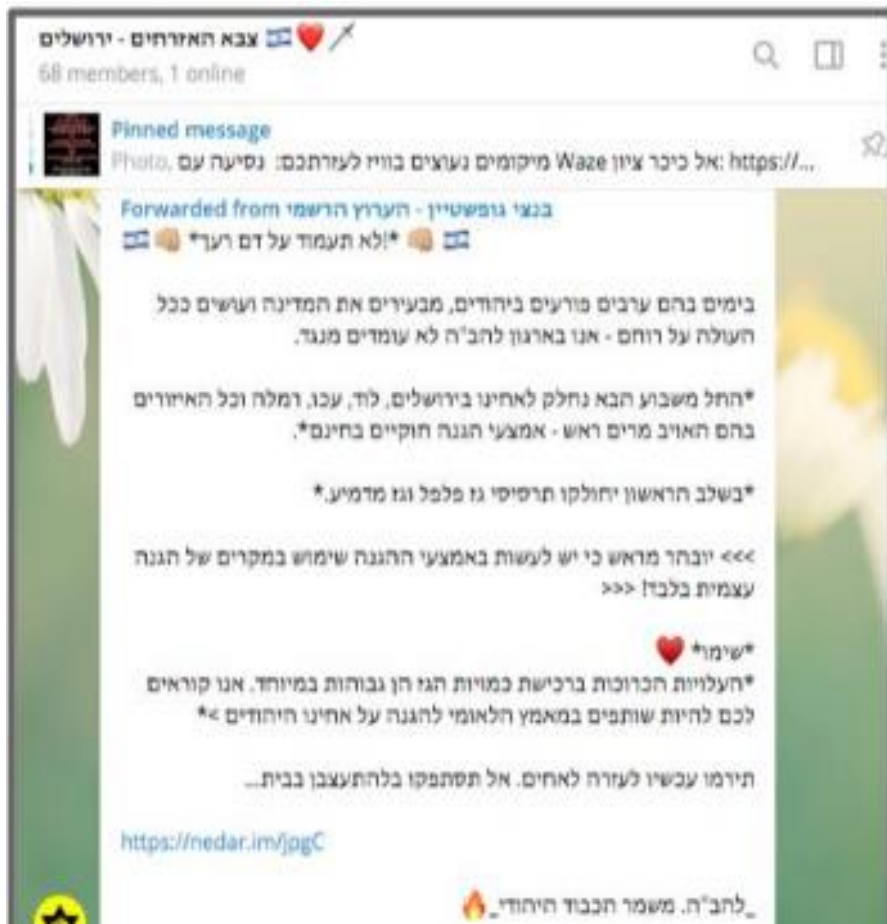 צבא האזרחים - ירושלים 🇮🇱❤️🗡
68 members, 1 online
Pinned message
Photo, אל כיכר ציון Waze מיקומים נעוצים בוויז לעזרתכם: נסיעה עם: https://...
Forwarded from בנצי גופשטיין - הערוץ הרשמי
🇮🇱 👊🏼 *לא תעמוד על דם רעך!* 👊🏼 🇮🇱
בימים בהם ערבים פורעים ביהודים, מבעירים את המדינה ועושים ככל
העולה על רוחם - אנו בארגון להב"ה לא עומדים מנגד.
*החל משבוע הבא נחלק לאחינו בירושלים, לוד, עכו, רמלה וכל האיזורים
בהם האויב מרים ראש - אמצעי הגנה חוקיים בחינם*.
*בשלב הראשון יחולקו תרסיסי גז פלפל וגז מדמיע.*
>>> יובהר מראש כי יש לעשות באמצעי ההגנה שימוש במקרים של הגנה
עצמית בלבד! <<<
*שימו* ❤️
*העלויות הכרוכות ברכישת כמויות הגז הן גבוהות במיוחד. אנו קוראים
לכם להיות שותפים במאמץ הלאומי להגנה על אחינו היהודים >*
תירמו עכשיו לעזרה לאחים. אל תסתפקו בלהתעצבן בבית...
https://nedar.im/jpgC
_להב"ה. משמר הכבוד היהודי_🔥